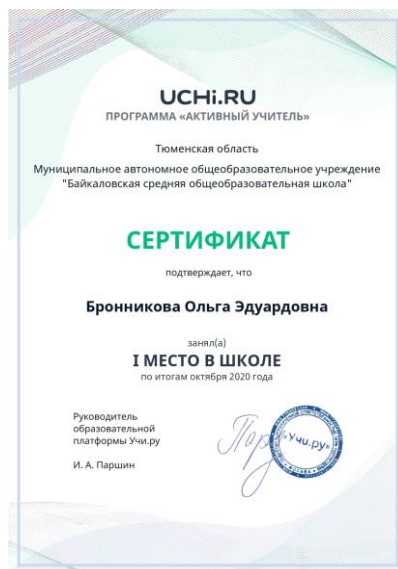 UCHi.RU
ПРОГРАММА «АКТИВНЫЙ УЧИТЕЛЬ»
Тюменская область
Муниципальное автономное общеобразовательное учреждение
"Байкаловская средняя общеобразовательная школа"
СЕРТИФИКАТ
подтверждает, что
Бронникова Ольга Эдуардовна
занял(а)
I МЕСТО В ШКОЛЕ
по итогам октября 2020 года
Руководитель
образовательной
платформы Учи.ру
И. А. Паршин
«Учи.ру»